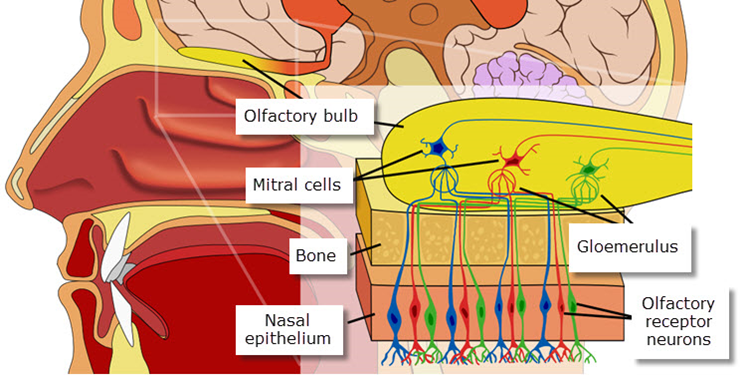 Olfactory bulb
Mitral cells
Bone
Gloemerulus
Nasal
epithelium
Olfactory
receptor
neurons